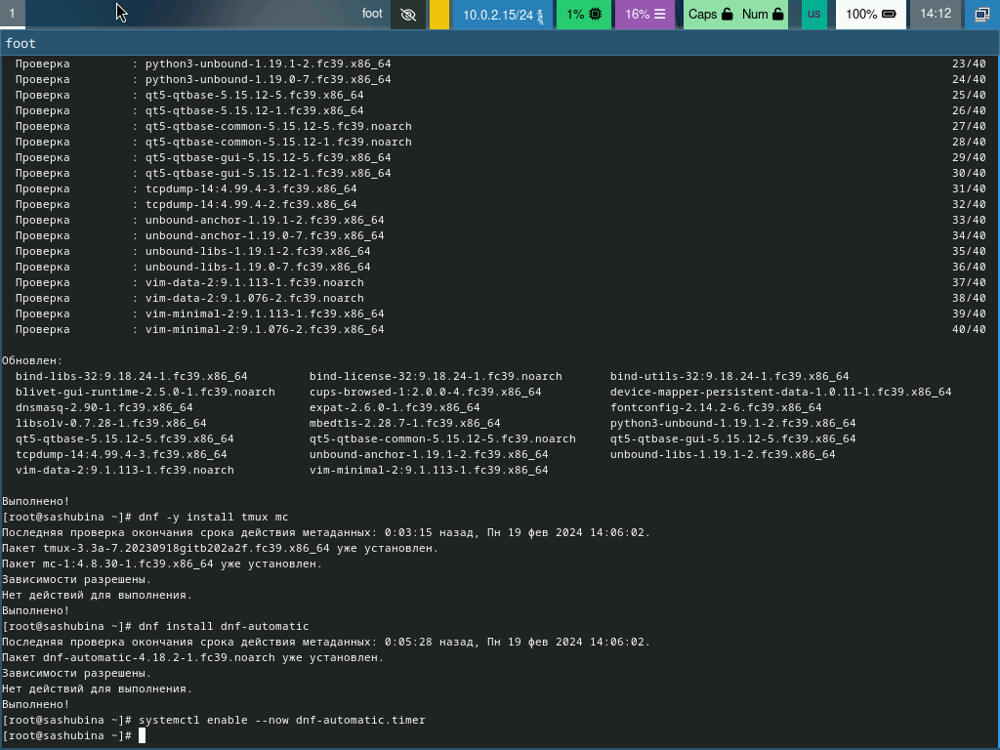 1 foot 10.0.2.15/24 1% 16% Caps Num us 100% 14:12
foot
Проверка : python3-unbound-1.19.1-2.fc39.x86_64 23/40
Проверка : python3-unbound-1.19.0-7.fc39.x86_64 24/40
Проверка : qt5-qtbase-5.15.12-5.fc39.x86_64 25/40
Проверка : qt5-qtbase-5.15.12-1.fc39.x86_64 26/40
Проверка : qt5-qtbase-common-5.15.12-5.fc39.noarch 27/40
Проверка : qt5-qtbase-common-5.15.12-1.fc39.noarch 28/40
Проверка : qt5-qtbase-gui-5.15.12-5.fc39.x86_64 29/40
Проверка : qt5-qtbase-gui-5.15.12-1.fc39.x86_64 30/40
Проверка : tcpdump-14:4.99.4-3.fc39.x86_64 31/40
Проверка : tcpdump-14:4.99.4-2.fc39.x86_64 32/40
Проверка : unbound-anchor-1.19.1-2.fc39.x86_64 33/40
Проверка : unbound-anchor-1.19.0-7.fc39.x86_64 34/40
Проверка : unbound-libs-1.19.1-2.fc39.x86_64 35/40
Проверка : unbound-libs-1.19.0-7.fc39.x86_64 36/40
Проверка : vim-data-2:9.1.113-1.fc39.noarch 37/40
Проверка : vim-data-2:9.1.076-2.fc39.noarch 38/40
Проверка : vim-minimal-2:9.1.113-1.fc39.x86_64 39/40
Проверка : vim-minimal-2:9.1.076-2.fc39.x86_64 40/40
Обновлен:
bind-libs-32:9.18.24-1.fc39.x86_64 bind-license-32:9.18.24-1.fc39.noarch bind-utils-32:9.18.24-1.fc39.x86_64
blivet-gui-runtime-2.5.0-1.fc39.noarch cups-browsed-1:2.0.0-4.fc39.x86_64 device-mapper-persistent-data-1.0.11-1.fc39.x86_64
dnsmasq-2.90-1.fc39.x86_64 expat-2.6.0-1.fc39.x86_64 fontconfig-2.14.2-6.fc39.x86_64
libsolv-0.7.28-1.fc39.x86_64 mbedtls-2.28.7-1.fc39.x86_64 python3-unbound-1.19.1-2.fc39.x86_64
qt5-qtbase-5.15.12-5.fc39.x86_64 qt5-qtbase-common-5.15.12-5.fc39.noarch qt5-qtbase-gui-5.15.12-5.fc39.x86_64
tcpdump-14:4.99.4-3.fc39.x86_64 unbound-anchor-1.19.1-2.fc39.x86_64 unbound-libs-1.19.1-2.fc39.x86_64
vim-data-2:9.1.113-1.fc39.noarch vim-minimal-2:9.1.113-1.fc39.x86_64
Выполнено!
[root@sashubina ~]# dnf -y install tmux mc
Последняя проверка окончания срока действия метаданных: 0:03:15 назад, Пн 19 фев 2024 14:06:02.
Пакет tmux-3.3a-7.20230918gitb202a2f.fc39.x86_64 уже установлен.
Пакет mc-1:4.8.30-1.fc39.x86_64 уже установлен.
Зависимости разрешены.
Нет действий для выполнения.
Выполнено!
[root@sashubina ~]# dnf install dnf-automatic
Последняя проверка окончания срока действия метаданных: 0:05:28 назад, Пн 19 фев 2024 14:06:02.
Пакет dnf-automatic-4.18.2-1.fc39.noarch уже установлен.
Зависимости разрешены.
Нет действий для выполнения.
Выполнено!
[root@sashubina ~]# systemctl enable --now dnf-automatic.timer
[root@sashubina ~]#